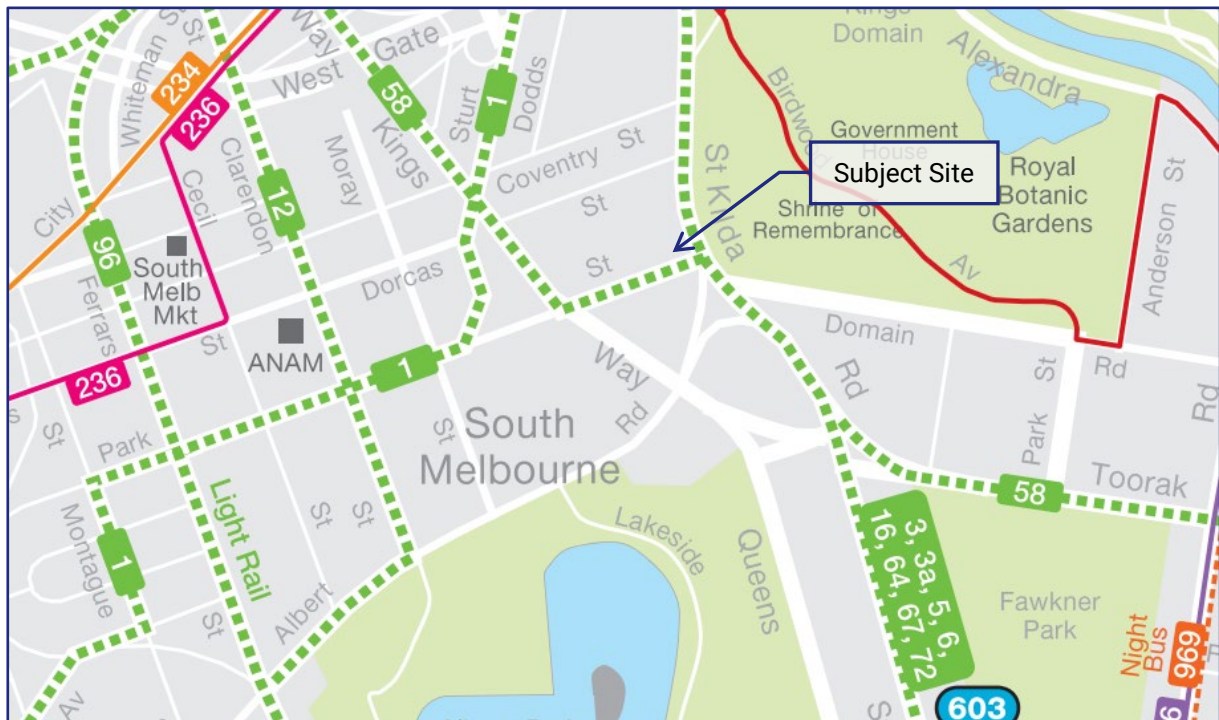 Whiteman St
St
Way
Gate
West
234
236
58
1
Sturt
Dodds
Kings
Domain
Alexandra
Birdwood
Government
House
Subject Site
Royal
Botanic
Gardens
Shrine of
Remembrance
Av
Anderson St
City
96
Cecil
Clarendon
12
Moray
Kings
Coventry St
St
St Kilda
South
Melb
Mkt
Ferrars
Dorcas
St
St
ANAM
236
1
Way
Domain
Rd
Rd
St
Park
Rd
s
St
Park
South
Melbourne
St
Rd
58
Toorak
Montague
1
Light Rail
St
St
St
Albert
Av
Lakeside
Queens
3, 3a, 5, 6,
16, 64, 67, 72
Fawkner
Park
Night
Bus
969
6
603
S